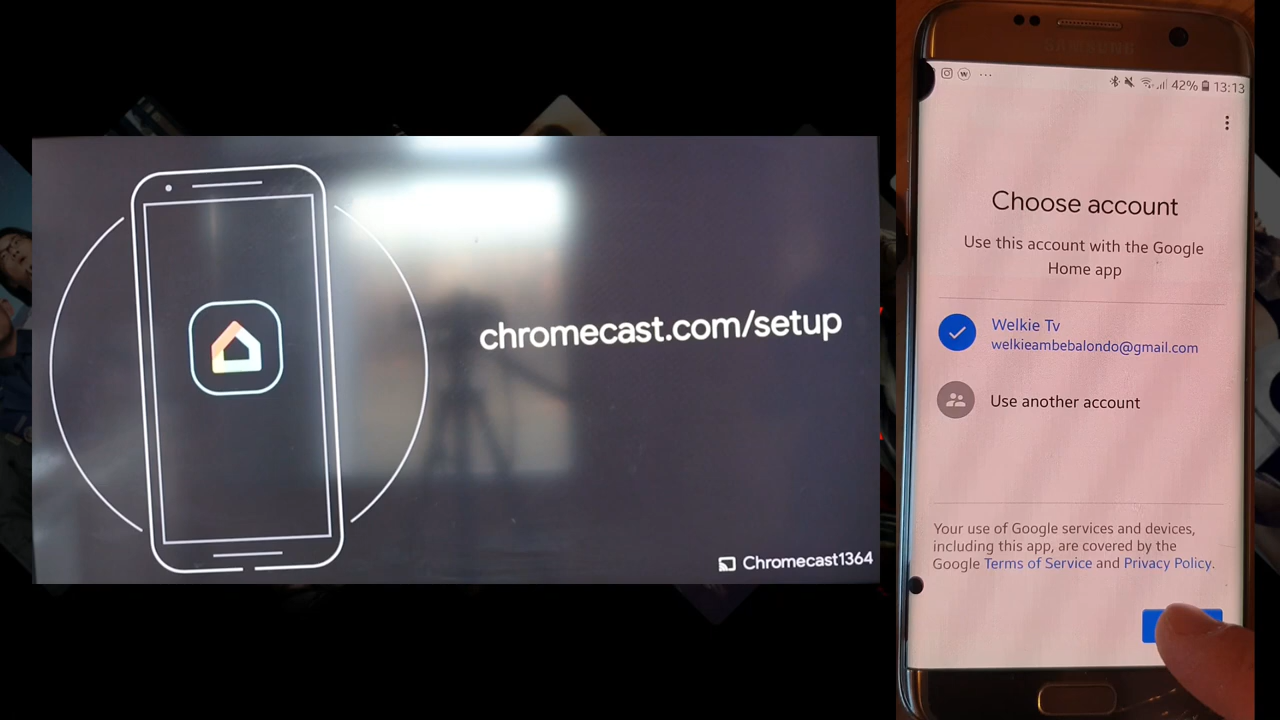 chromecast.com/setup
Chromecast1364
42% 13:13
Choose account
Use this account with the Google
Home app
Welkie Tv
welkieambebalondo@gmail.com
Use another account
Your use of Google services and devices,
including this app, are covered by the
Google Terms of Service and Privacy Policy.